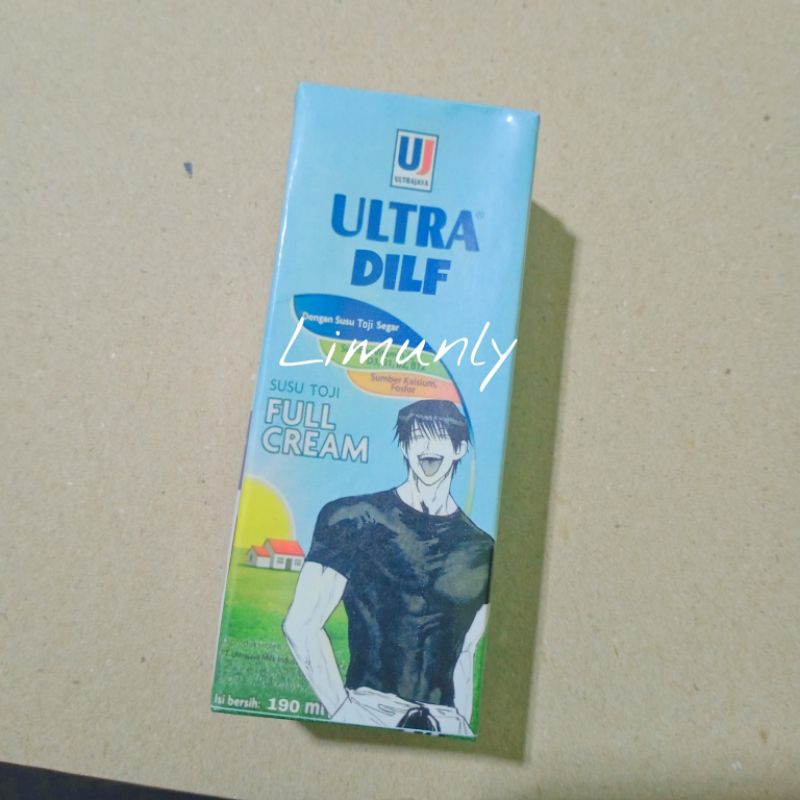 UJ
ULTRAJAYA
ULTRA®
DILF
Dengan Susu Toji Segar
Limunly
Sumber Kalsium,
Fosfor
SUSU TOJI
FULL
CREAM
Isi bersih: 190 ml